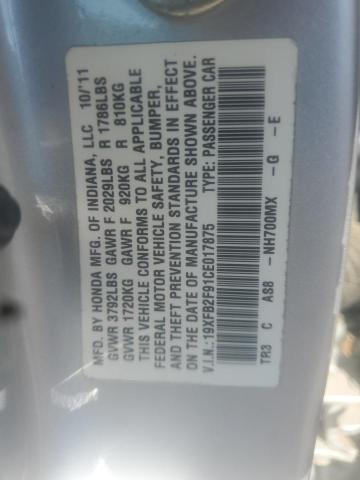 MFD. BY HONDA MFG. OF INDIANA, LLC 10/'11
GVWR 3792LBS GAWR F 2029LBS R 1786LBS
GVWR 1720KG GAWR F 920KG R 810KG
THIS VEHICLE CONFORMS TO ALL APPLICABLE
FEDERAL MOTOR VEHICLE SAFETY, BUMPER,
AND THEFT PREVENTION STANDARDS IN EFFECT
ON THE DATE OF MANUFACTURE SHOWN ABOVE.
V.I.N.: 19XFB2F91CE017875 TYPE: PASSENGER CAR
TR3 C AS8 -NH700MX -G -E